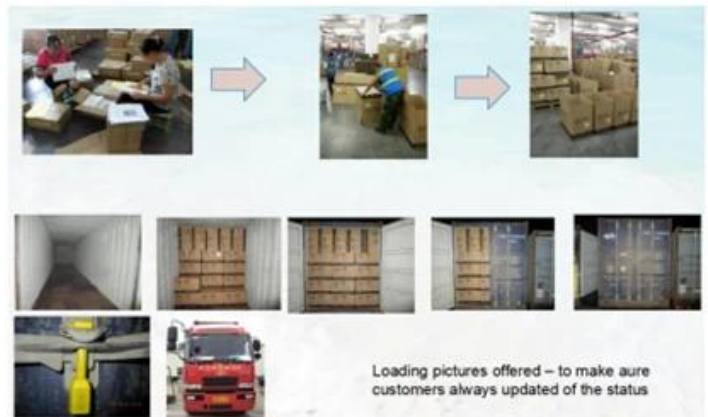 Loading pictures offered – to make aure
customers always updated of the status